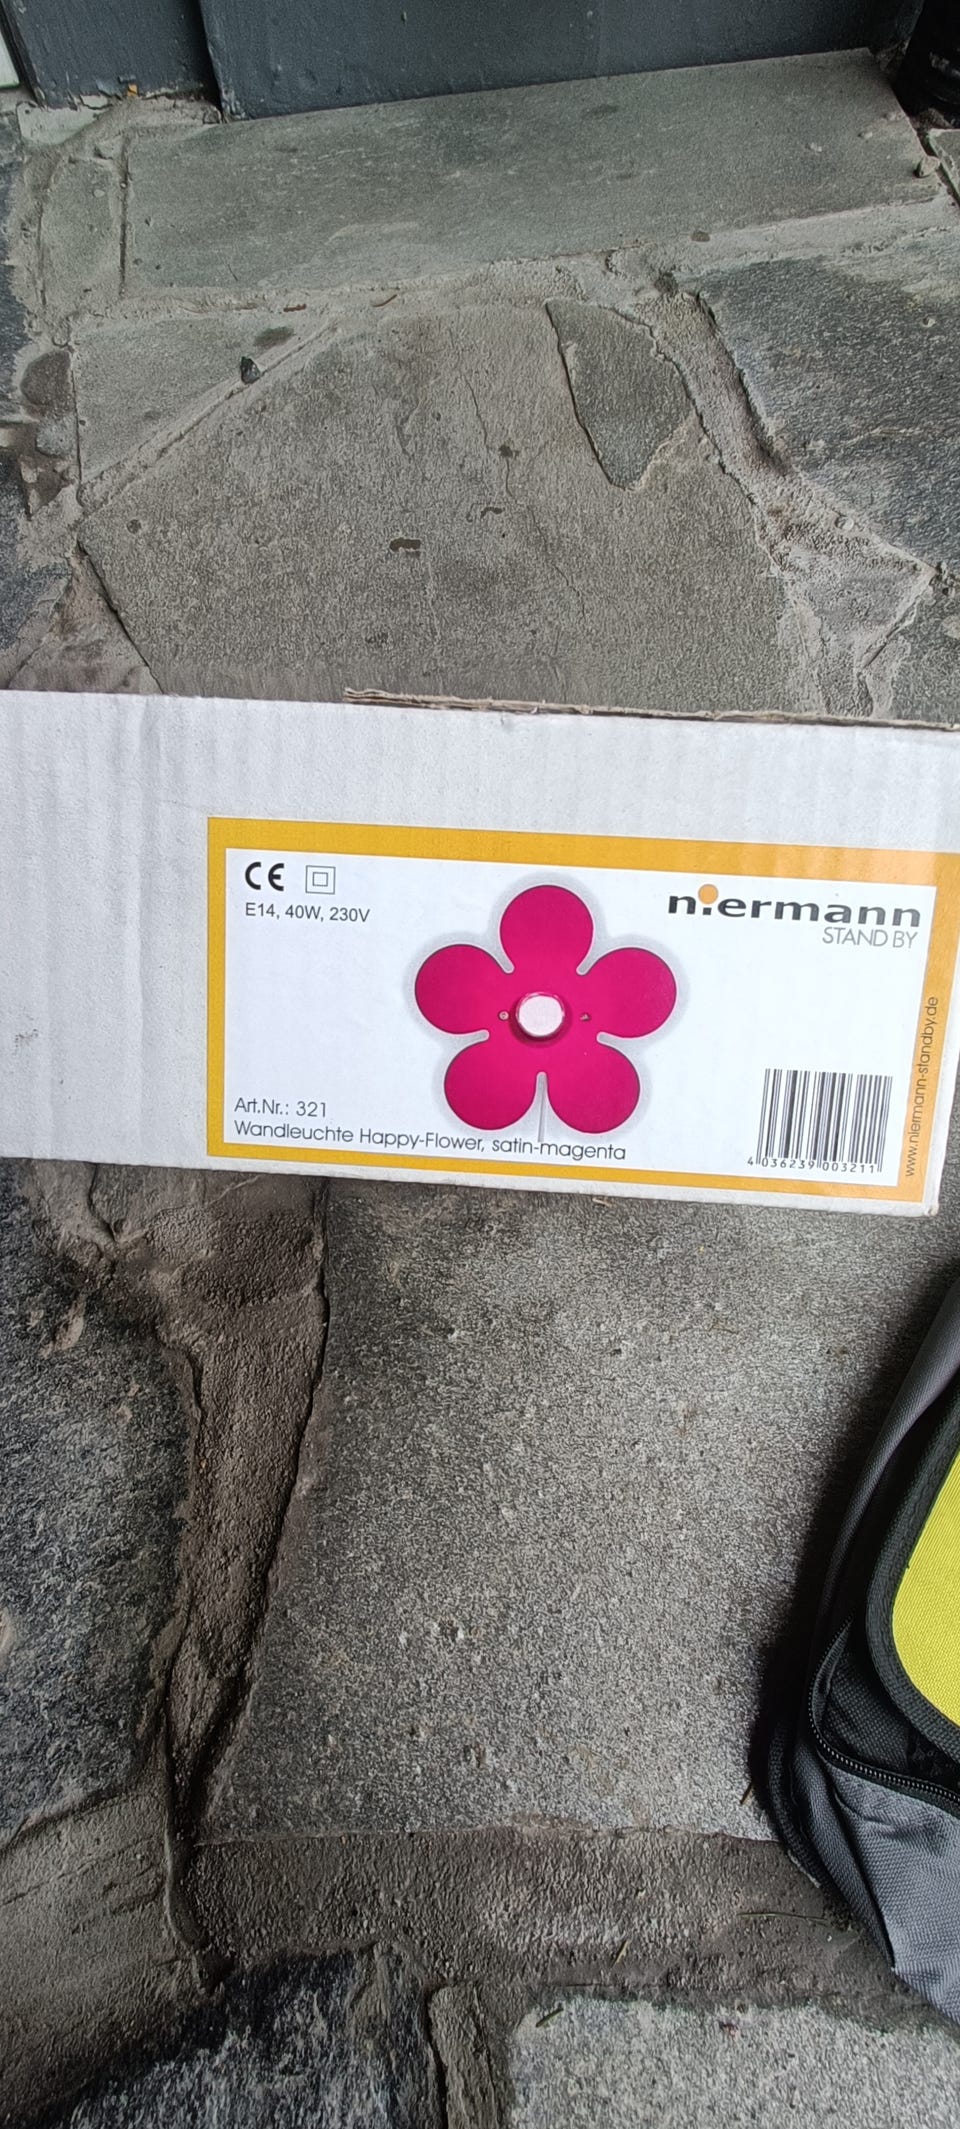 CE
E14, 40W, 230V
niermann
STAND BY
Art.Nr.: 321
Wandleuchte Happy-Flower, satin-magenta
4 036239 003211
www.niermann-standby.de